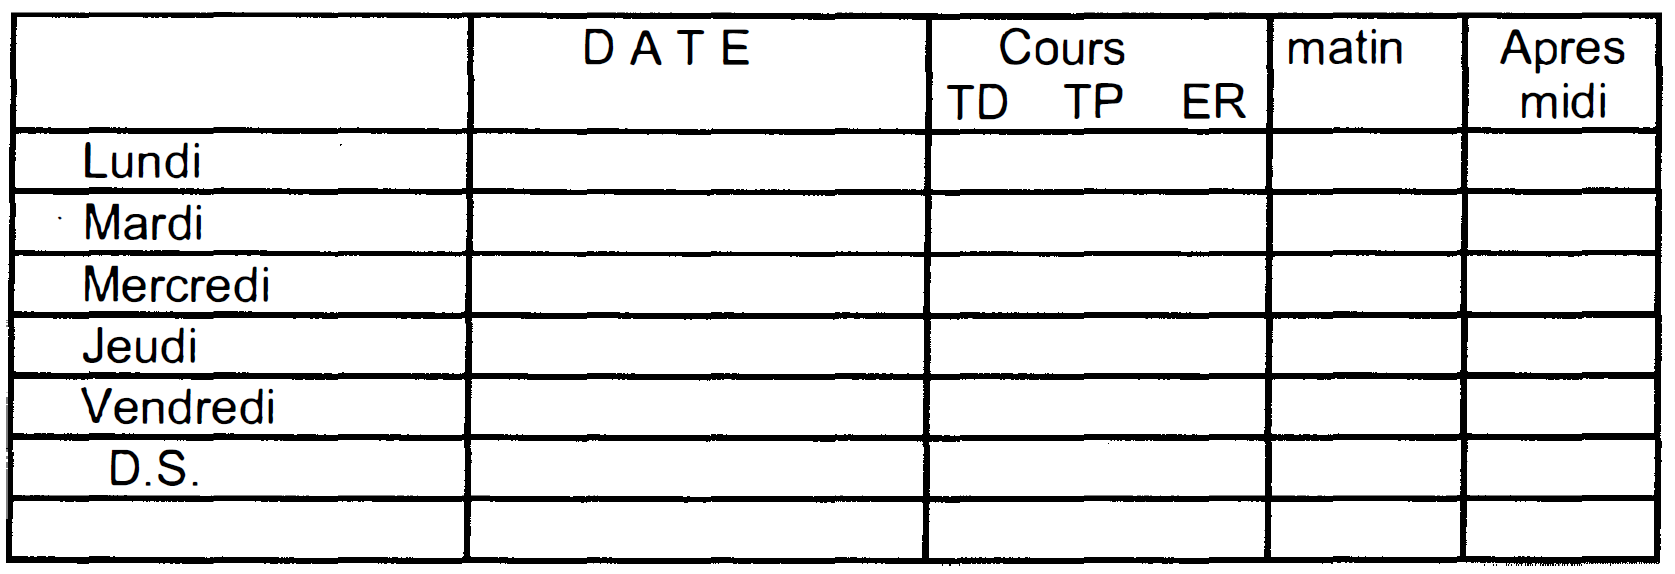 D A T E Cours matin Apres
TD TP ER midi
Lundi
Mardi
Mercredi
Jeudi
Vendredi
D.S.